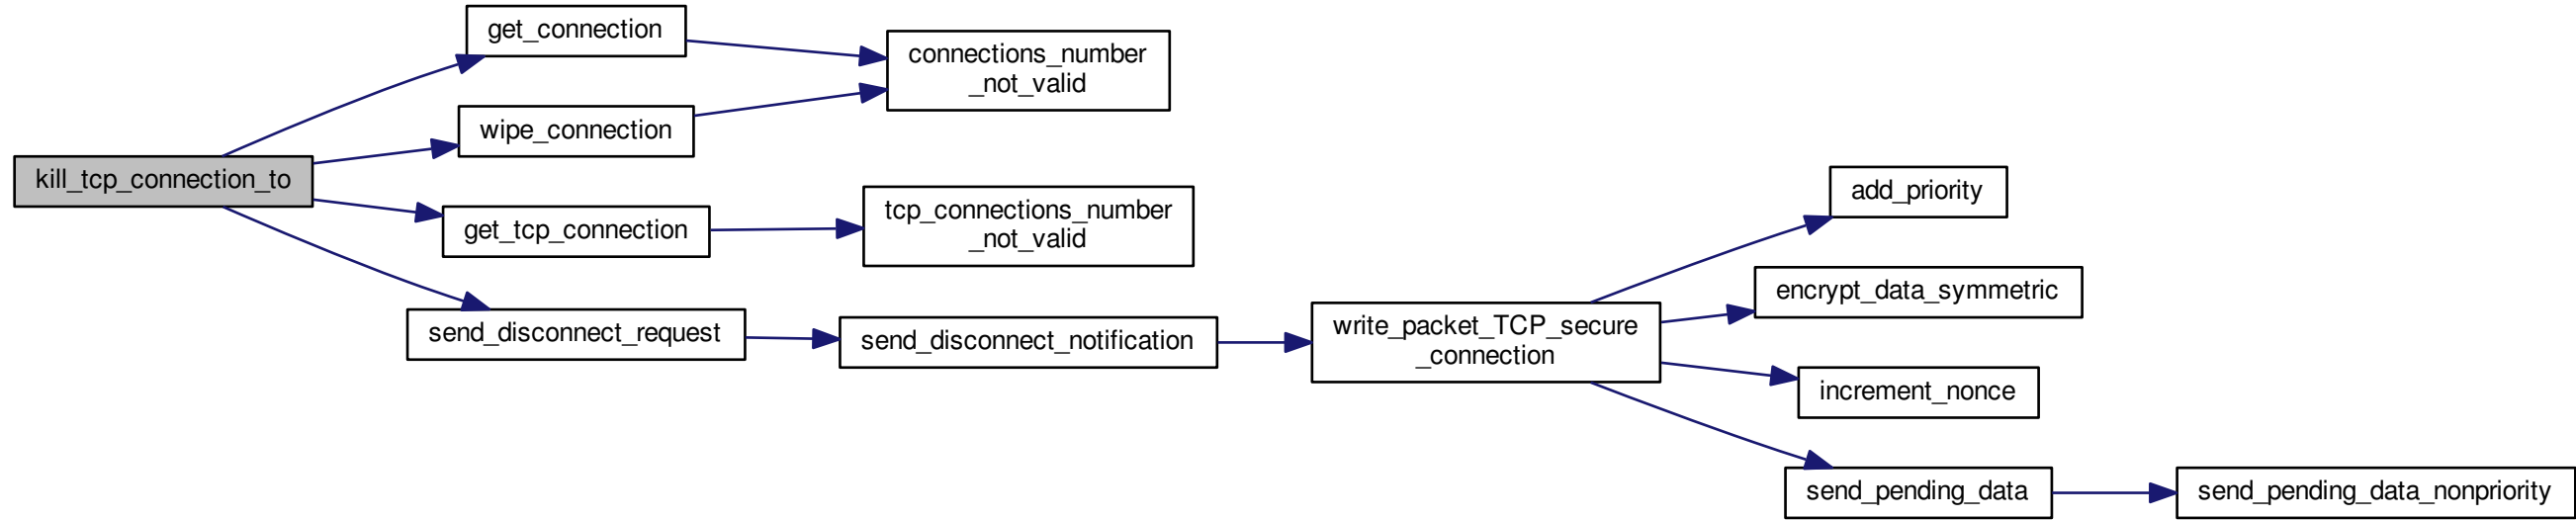 kill_tcp_connection_to
get_connection
wipe_connection
get_tcp_connection
send_disconnect_request
connections_number
_not_valid
tcp_connections_number
_not_valid
send_disconnect_notification
write_packet_TCP_secure
_connection
add_priority
encrypt_data_symmetric
increment_nonce
send_pending_data
send_pending_data_nonpriority